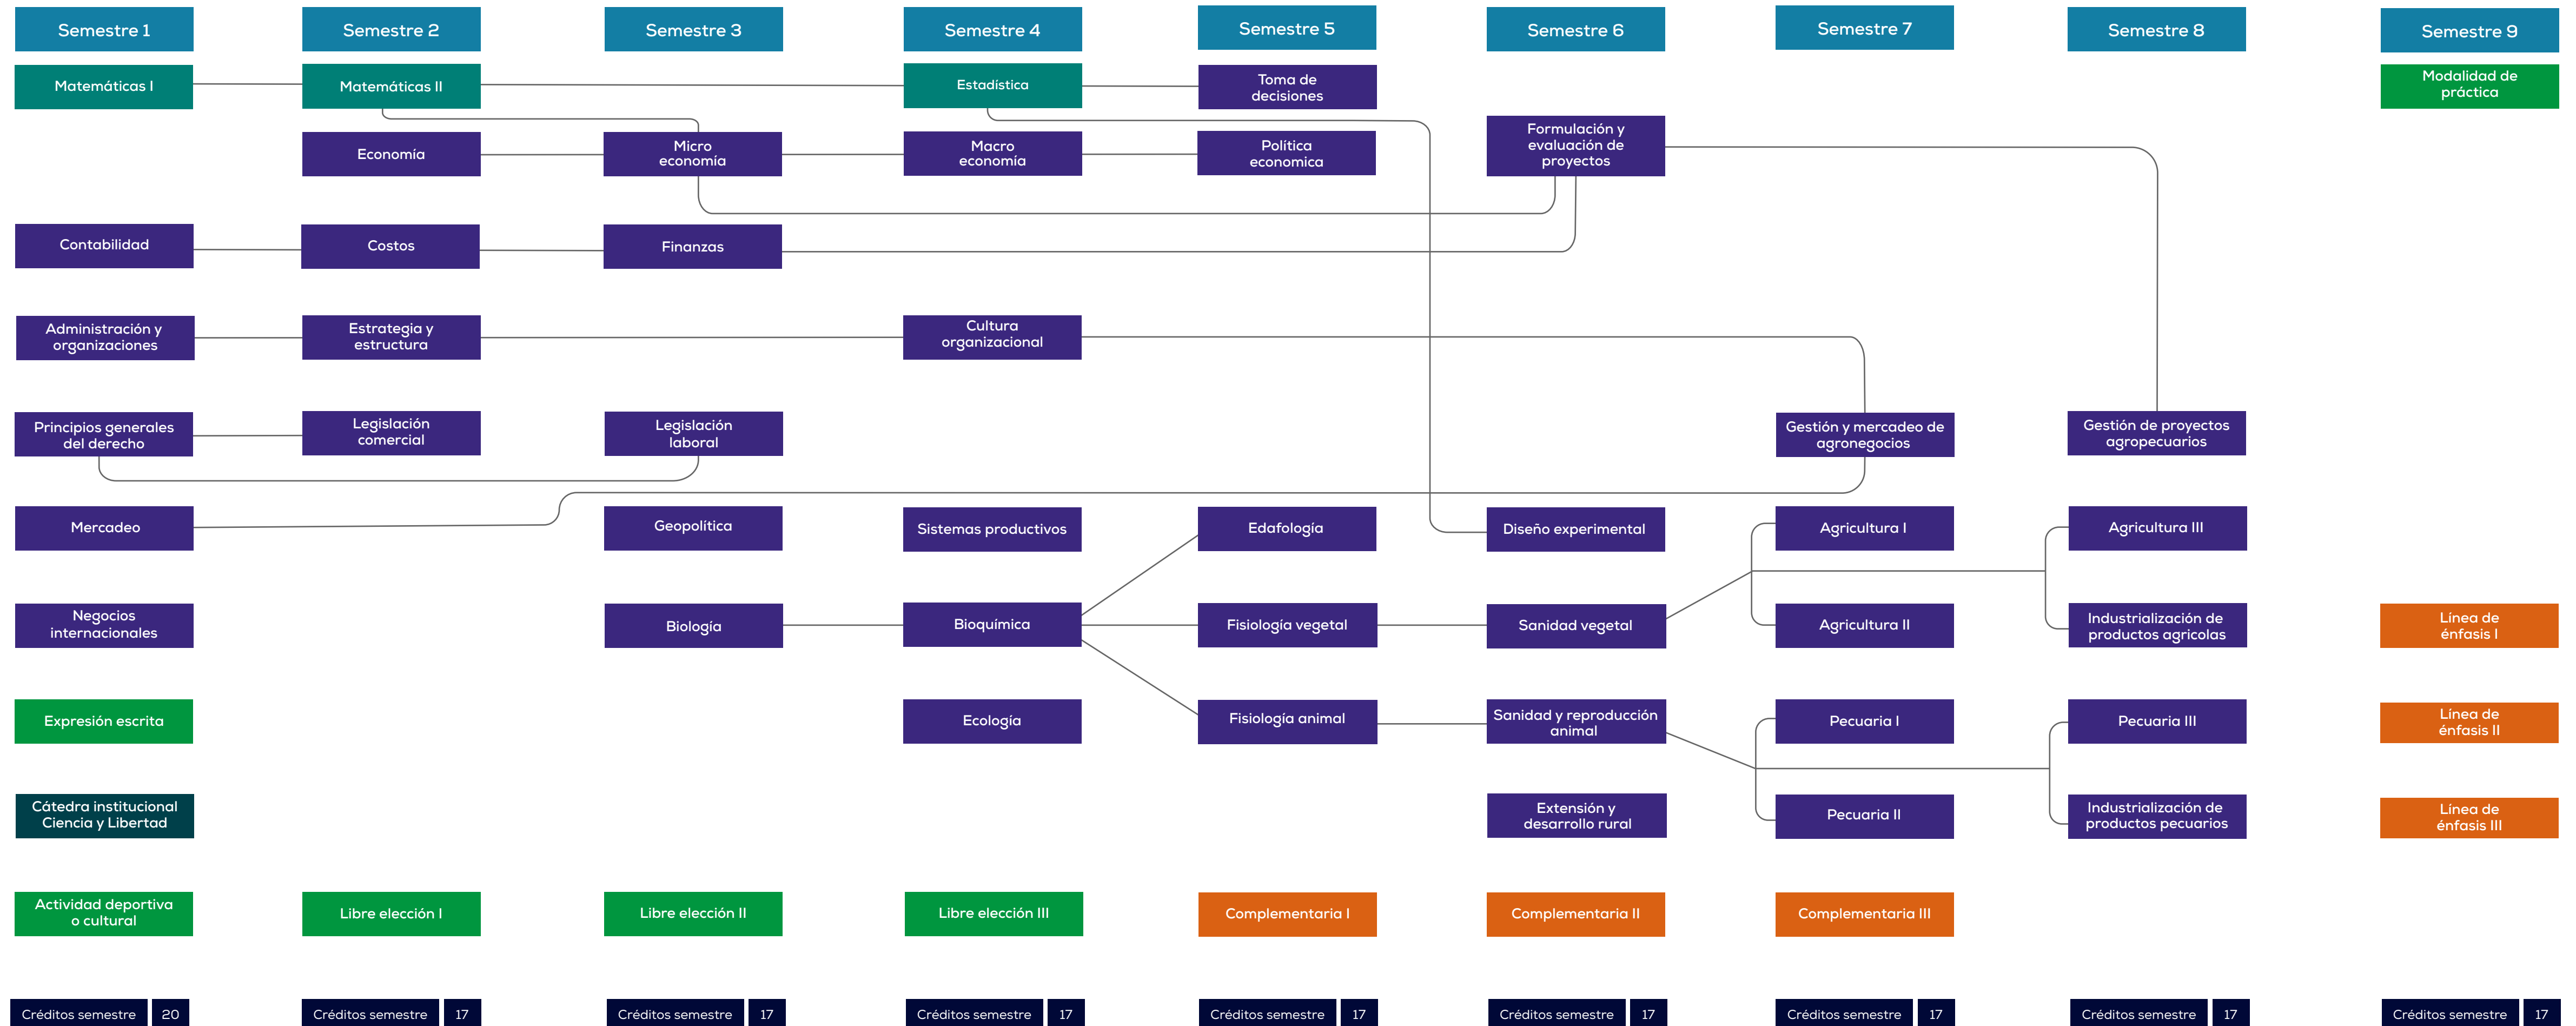 Semestre 1
Semestre 2
Semestre 3
Semestre 4
Semestre 5
Semestre 6
Semestre 7
Semestre 8
Semestre 9
Matemáticas I
Matemáticas II
Estadística
Toma de
decisiones
Modalidad de
práctica
Economía
Micro
economía
Macro
economía
Política
economica
Formulación y
evaluación de
proyectos
Contabilidad
Costos
Finanzas
Administración y
organizaciones
Estrategia y
estructura
Cultura
organizacional
Principios generales
del derecho
Legislación
comercial
Legislación
laboral
Gestión y mercadeo de
agronegocios
Gestión de proyectos
agropecuarios
Mercadeo
Geopolítica
Sistemas productivos
Edafología
Diseño experimental
Agricultura I
Agricultura III
Negocios
internacionales
Biología
Bioquímica
Fisiología vegetal
Sanidad vegetal
Agricultura II
Industrialización de
productos agricolas
Línea de
énfasis I
Expresión escrita
Ecología
Fisiología animal
Sanidad y reproducción
animal
Pecuaria I
Pecuaria III
Línea de
énfasis II
Cátedra institucional
Ciencia y Libertad
Extensión y
desarrollo rural
Pecuaria II
Industrialización de
productos pecuarios
Línea de
énfasis III
Actividad deportiva
o cultural
Libre elección I
Libre elección II
Libre elección III
Complementaria I
Complementaria II
Complementaria III
Créditos semestre 20
Créditos semestre 17
Créditos semestre 17
Créditos semestre 17
Créditos semestre 17
Créditos semestre 17
Créditos semestre 17
Créditos semestre 17
Créditos semestre 17